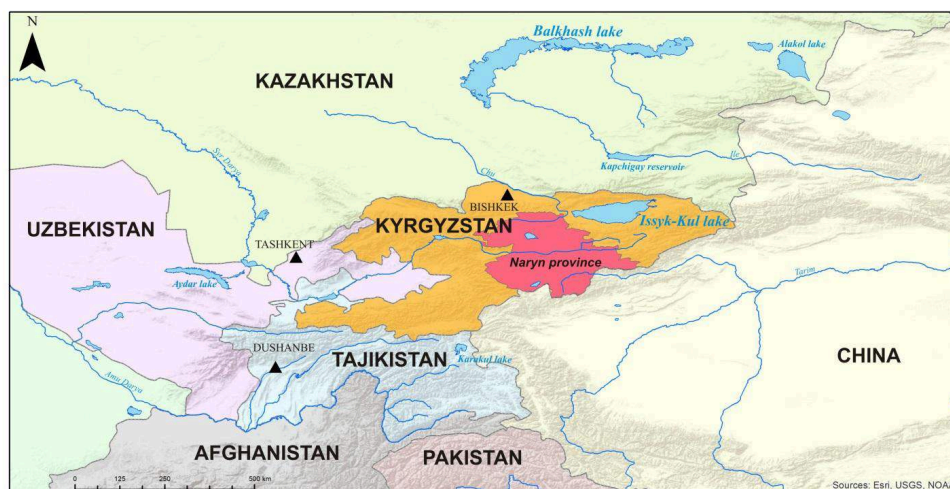 N
Balkhash lake
Alakol lake
KAZAKHSTAN
Syr Darya
Kapchigay reservoir
Ile
Chu
BISHKEK
UZBEKISTAN
KYRGYZSTAN
Issyk-Kul lake
TASHKENT
Naryn province
Aydar lake
Tarim
DUSHANBE
TAJIKISTAN
Karakul lake
CHINA
Amu Darya
AFGHANISTAN
PAKISTAN
0 125 250 500 km
Sources: Esri, USGS, NOA